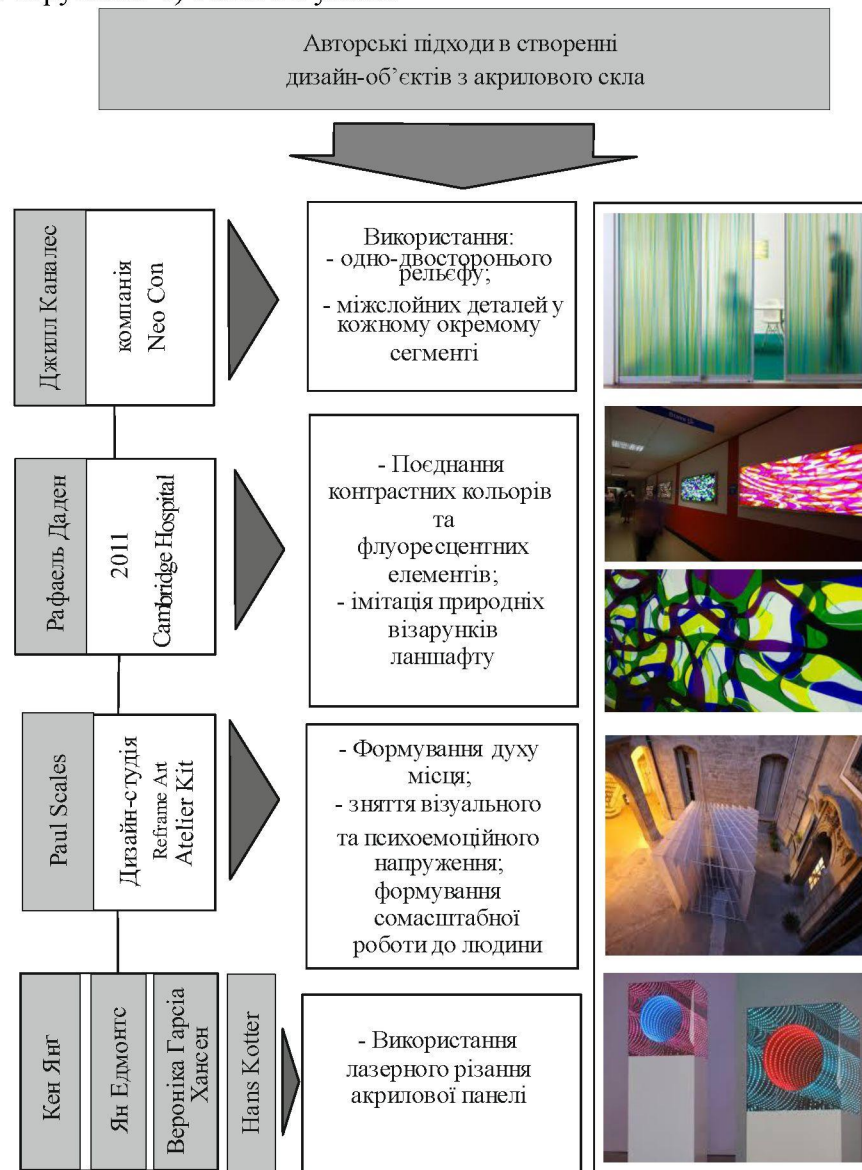 Авторські підходи в створенні
дизайн-об’єктів з акрилового скла
Джилл Каналес
компанія
Neo Con
Використання:
- одно-двосторонього
рельєфу;
- міжслойних деталей у
кожному окремому
сегменті
Рафаель Даден
2011
Cambridge Hospital
- Поєднання
контрастних кольорів
та
флуоресцентних
елементів;
- імітація природніх
візарунків
ланшафту
Paul Scales
Дизайн-студія
Reframe Art
Atelier Kit
- Формування духу
місця;
- зняття візуального
та психоемоційного
напруження;
формування
сомасштабної
роботи до людини
Кен Янг
Ян Едмонтс
Вероніка Гарсіа
Хансен
Hans Kotter
- Використання
лазерного різання
акрилової панелі